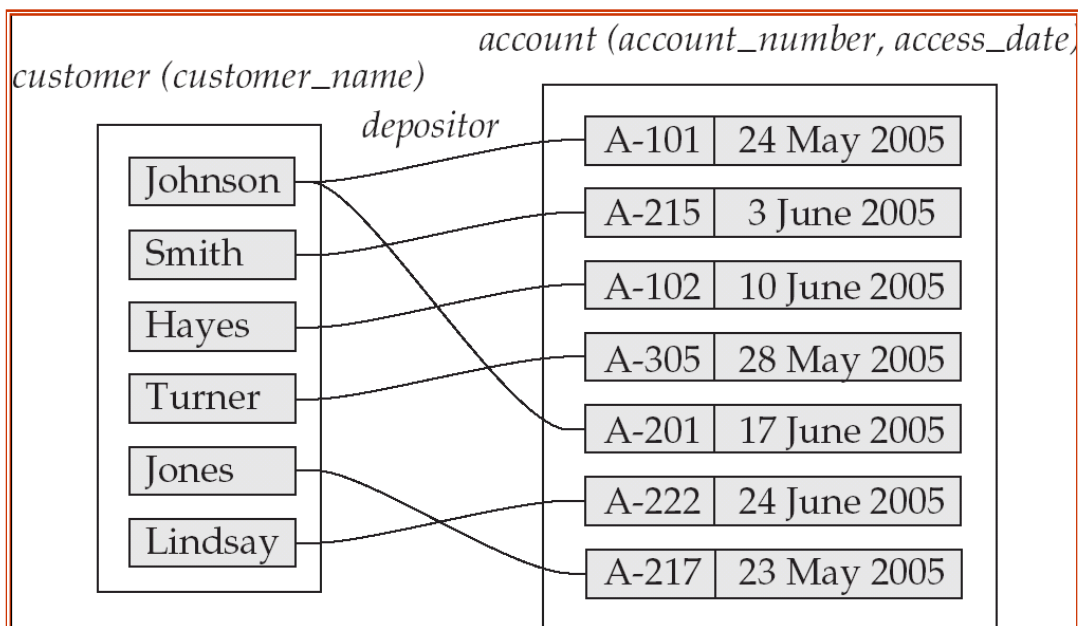 account (account_number, access_date)
customer (customer_name)
depositor
Johnson
Smith
Hayes
Turner
Jones
Lindsay
A-101 24 May 2005
A-215 3 June 2005
A-102 10 June 2005
A-305 28 May 2005
A-201 17 June 2005
A-222 24 June 2005
A-217 23 May 2005